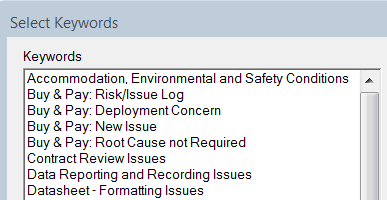 Select Keywords
Keywords
Accommodation, Environmental and Safety Conditions
Buy & Pay: Risk/Issue Log
Buy & Pay: Deployment Concern
Buy & Pay: New Issue
Buy & Pay: Root Cause not Required
Contract Review Issues
Data Reporting and Recording Issues
Datasheet - Formatting Issues